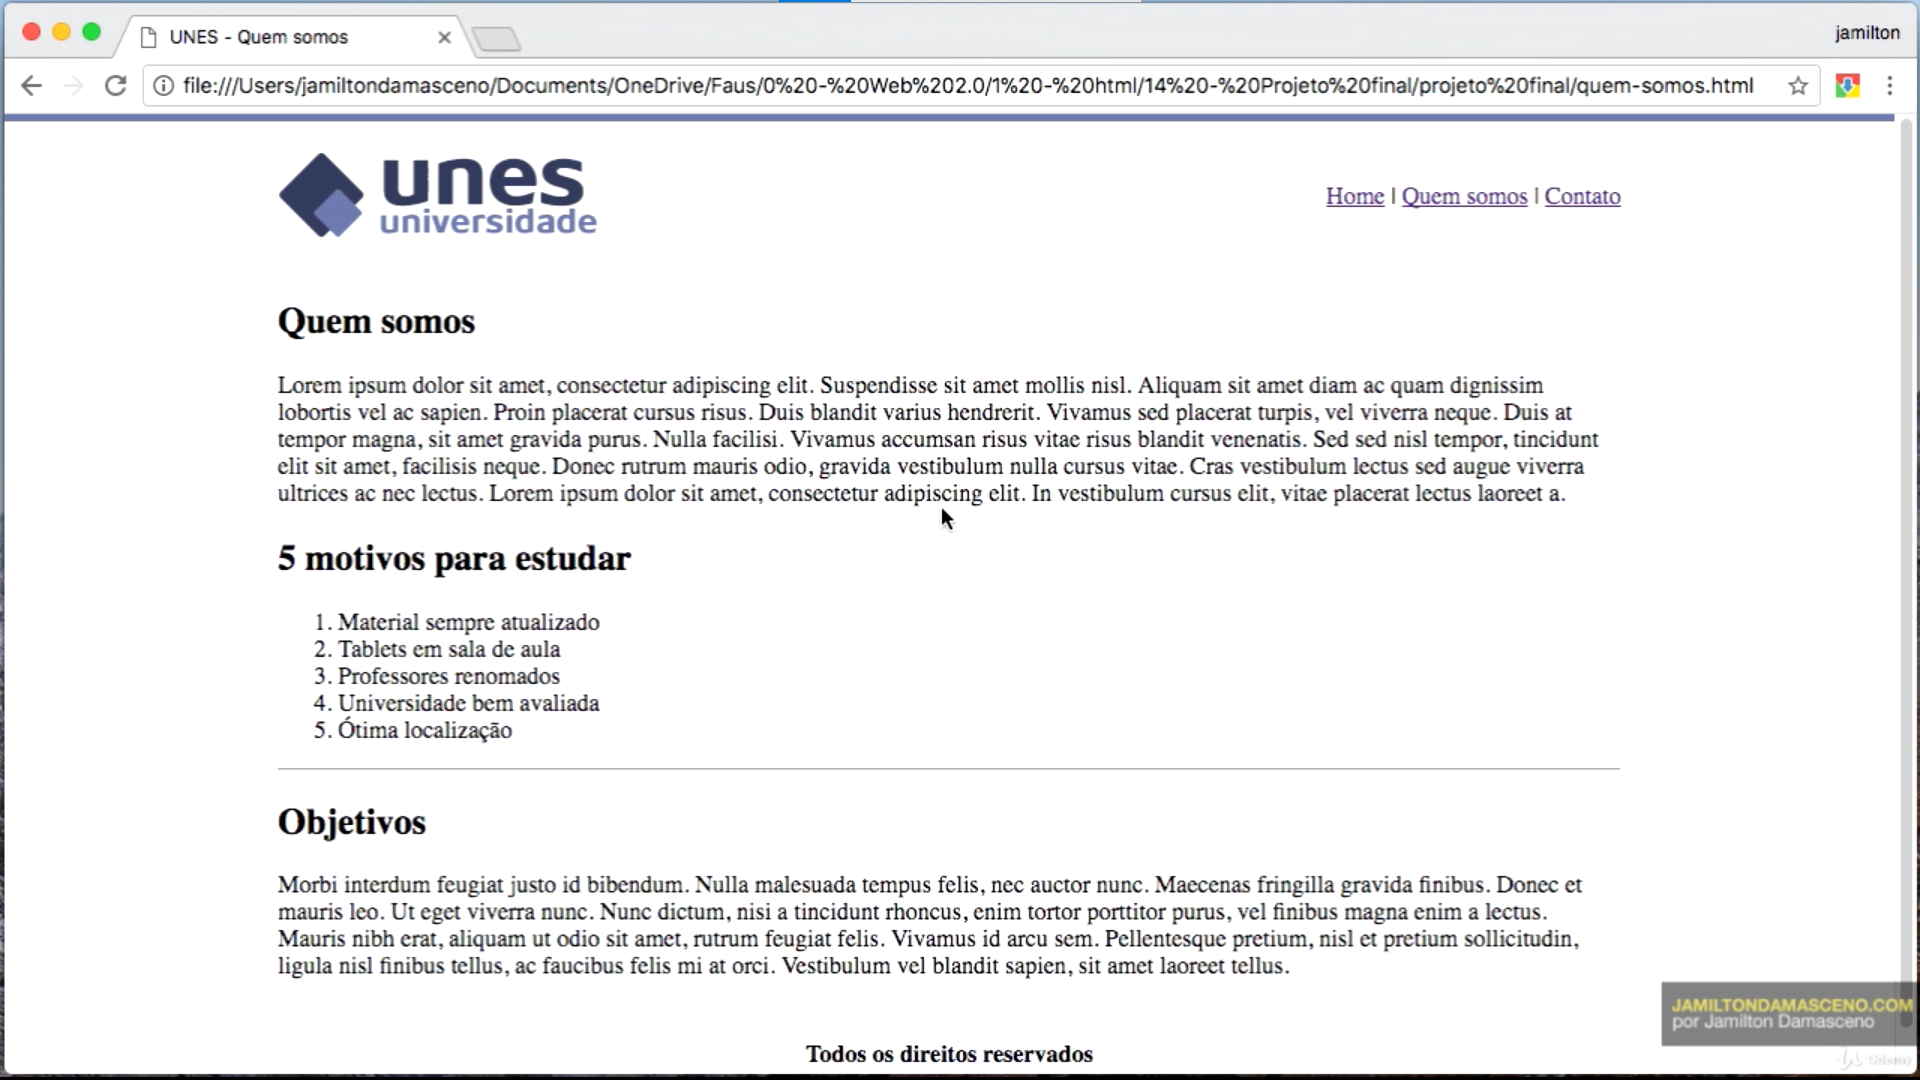 UNES - Quem somos
jamilton
file:///Users/jamiltondamasceno/Documents/OneDrive/Faus/0%20-%20Web%202.0/1%20-%20html/14%20-%20Projeto%20final/projeto%20final/quem-somos.html
unes
universidade
Home | Quem somos | Contato
Quem somos
Lorem ipsum dolor sit amet, consectetur adipiscing elit. Suspendisse sit amet mollis nisl. Aliquam sit amet diam ac quam dignissim
lobortis vel ac sapien. Proin placerat cursus risus. Duis blandit varius hendrerit. Vivamus sed placerat turpis, vel viverra neque. Duis at
tempor magna, sit amet gravida purus. Nulla facilisi. Vivamus accumsan risus vitae risus blandit venenatis. Sed sed nisl tempor, tincidunt
elit sit amet, facilisis neque. Donec rutrum mauris odio, gravida vestibulum nulla cursus vitae. Cras vestibulum lectus sed augue viverra
ultrices ac nec lectus. Lorem ipsum dolor sit amet, consectetur adipiscing elit. In vestibulum cursus elit, vitae placerat lectus laoreet a.
5 motivos para estudar
1. Material sempre atualizado
2. Tablets em sala de aula
3. Professores renomados
4. Universidade bem avaliada
5. Ótima localização
Objetivos
Morbi interdum feugiat justo id bibendum. Nulla malesuada tempus felis, nec auctor nunc. Maecenas fringilla gravida finibus. Donec et
mauris leo. Ut eget viverra nunc. Nunc dictum, nisi a tincidunt rhoncus, enim tortor porttitor purus, vel finibus magna enim a lectus.
Mauris nibh erat, aliquam ut odio sit amet, rutrum feugiat felis. Vivamus id arcu sem. Pellentesque pretium, nisl et pretium sollicitudin,
ligula nisl finibus tellus, ac faucibus felis mi at orci. Vestibulum vel blandit sapien, sit amet laoreet tellus.
JAMILTONDAMASCENO.COM
por Jamilton Damasceno
Todos os direitos reservados
Udemy